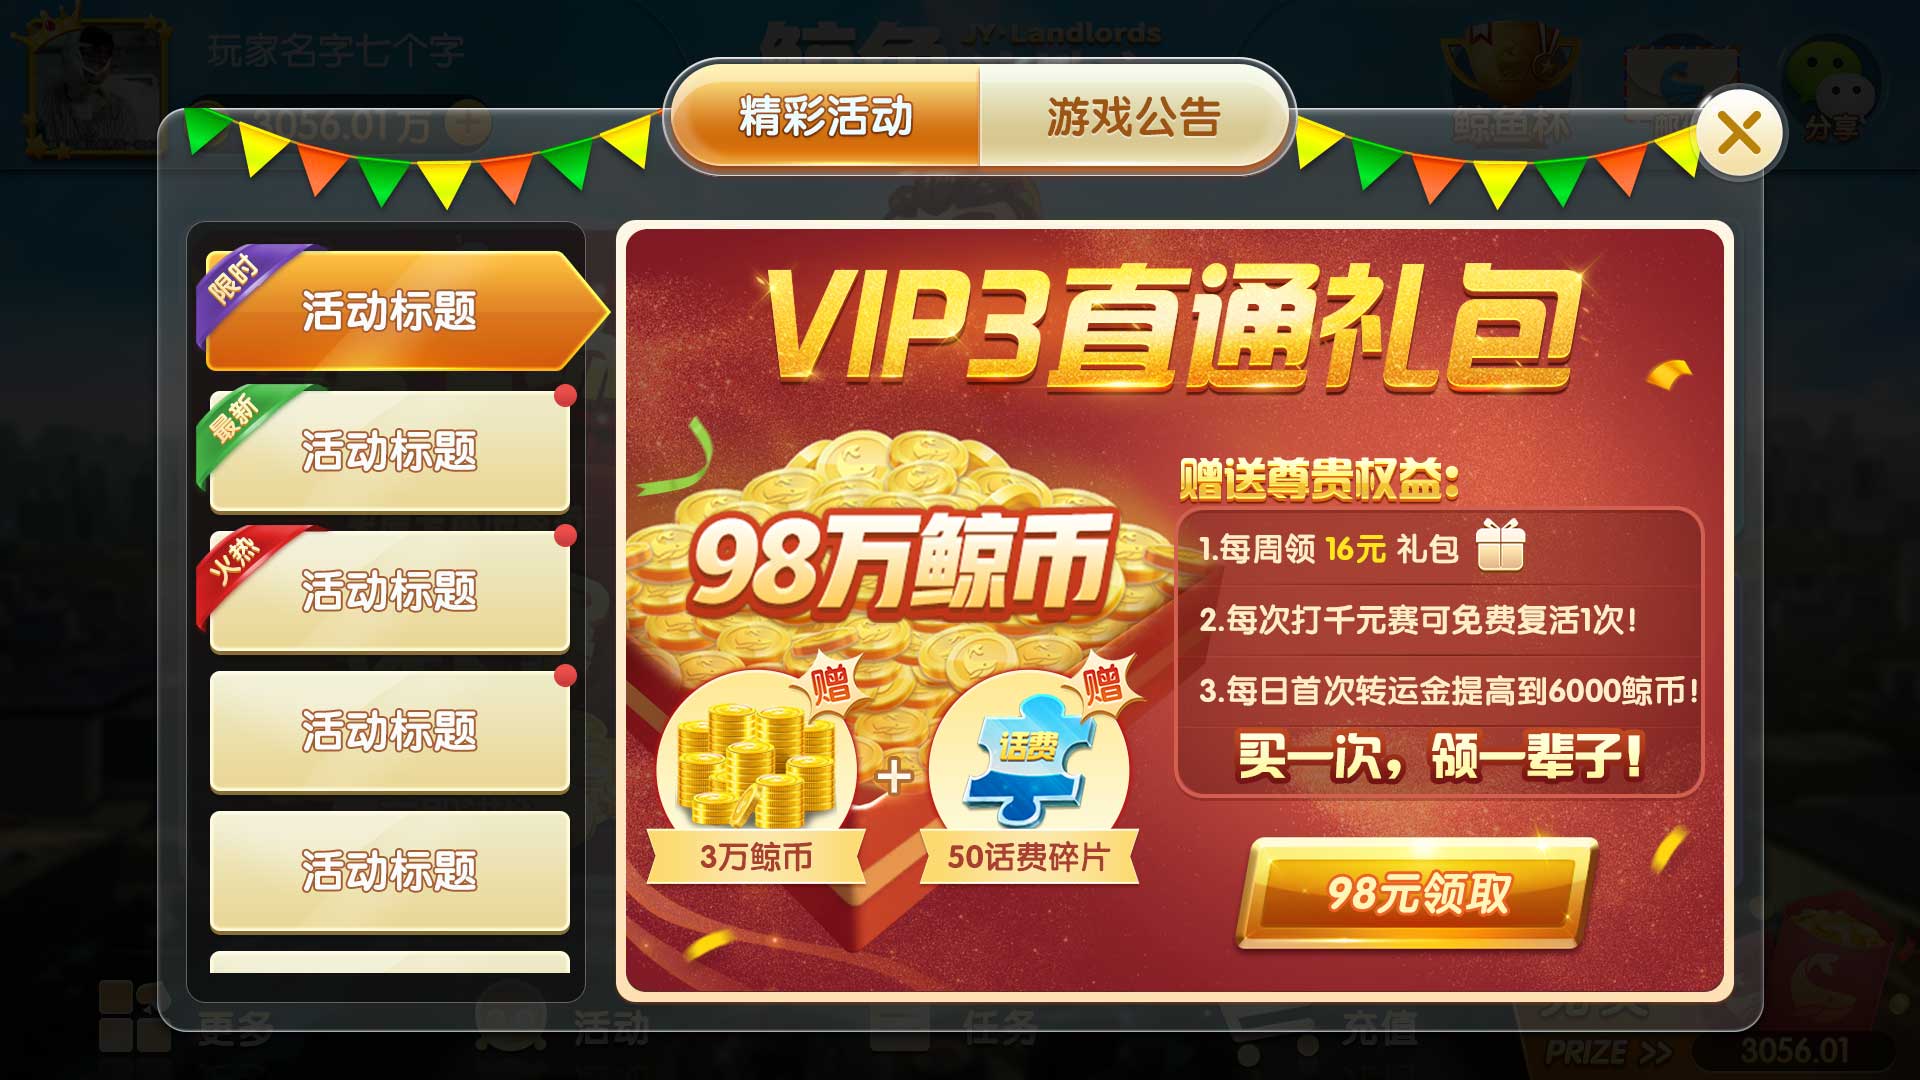 玩家名字七个字
JY·Landlords
3056.01万
鲸鱼杯
分享
精彩活动
游戏公告
限时
活动标题
最新
活动标题
火热
活动标题
活动标题
活动标题
VIP3直通礼包
98万鲸币
赠
3万鲸币
+
赠
话费
50话费碎片
赠送尊贵权益:
1.每周领 16元 礼包
2.每次打千元赛可免费复活1次!
3.每日首次转运金提高到6000鲸币!
买一次,领一辈子!
98元领取
更多
活动
任务
充值
PRIZE >>
3056.01